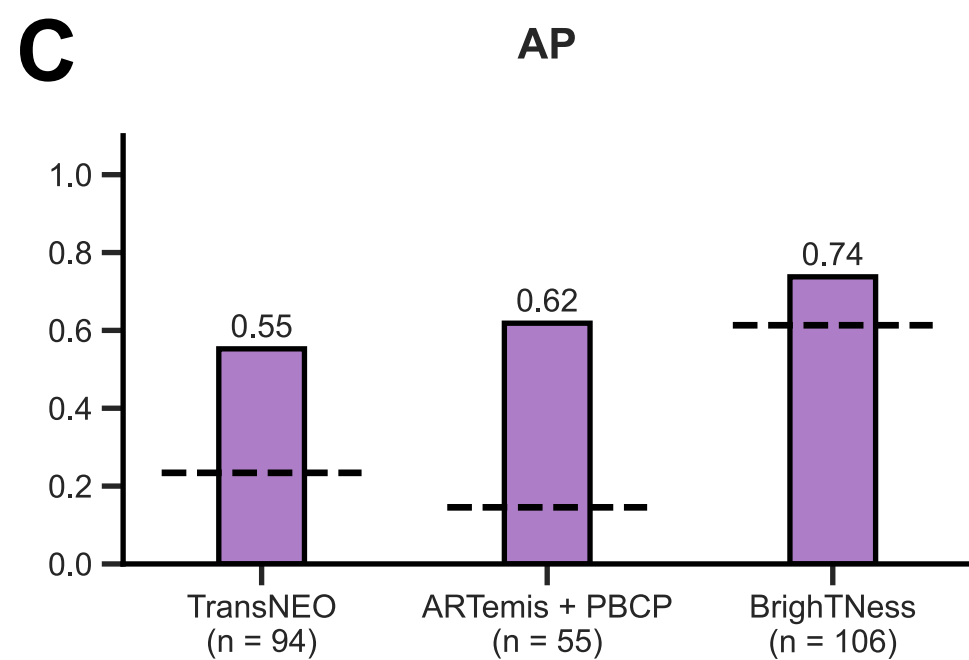 C
AP
1.0
0.8
0.6
0.4
0.2
0.0
0.55
0.62
0.74
TransNEO
(n = 94)
ARTemis + PBCP
(n = 55)
BrighTNess
(n = 106)